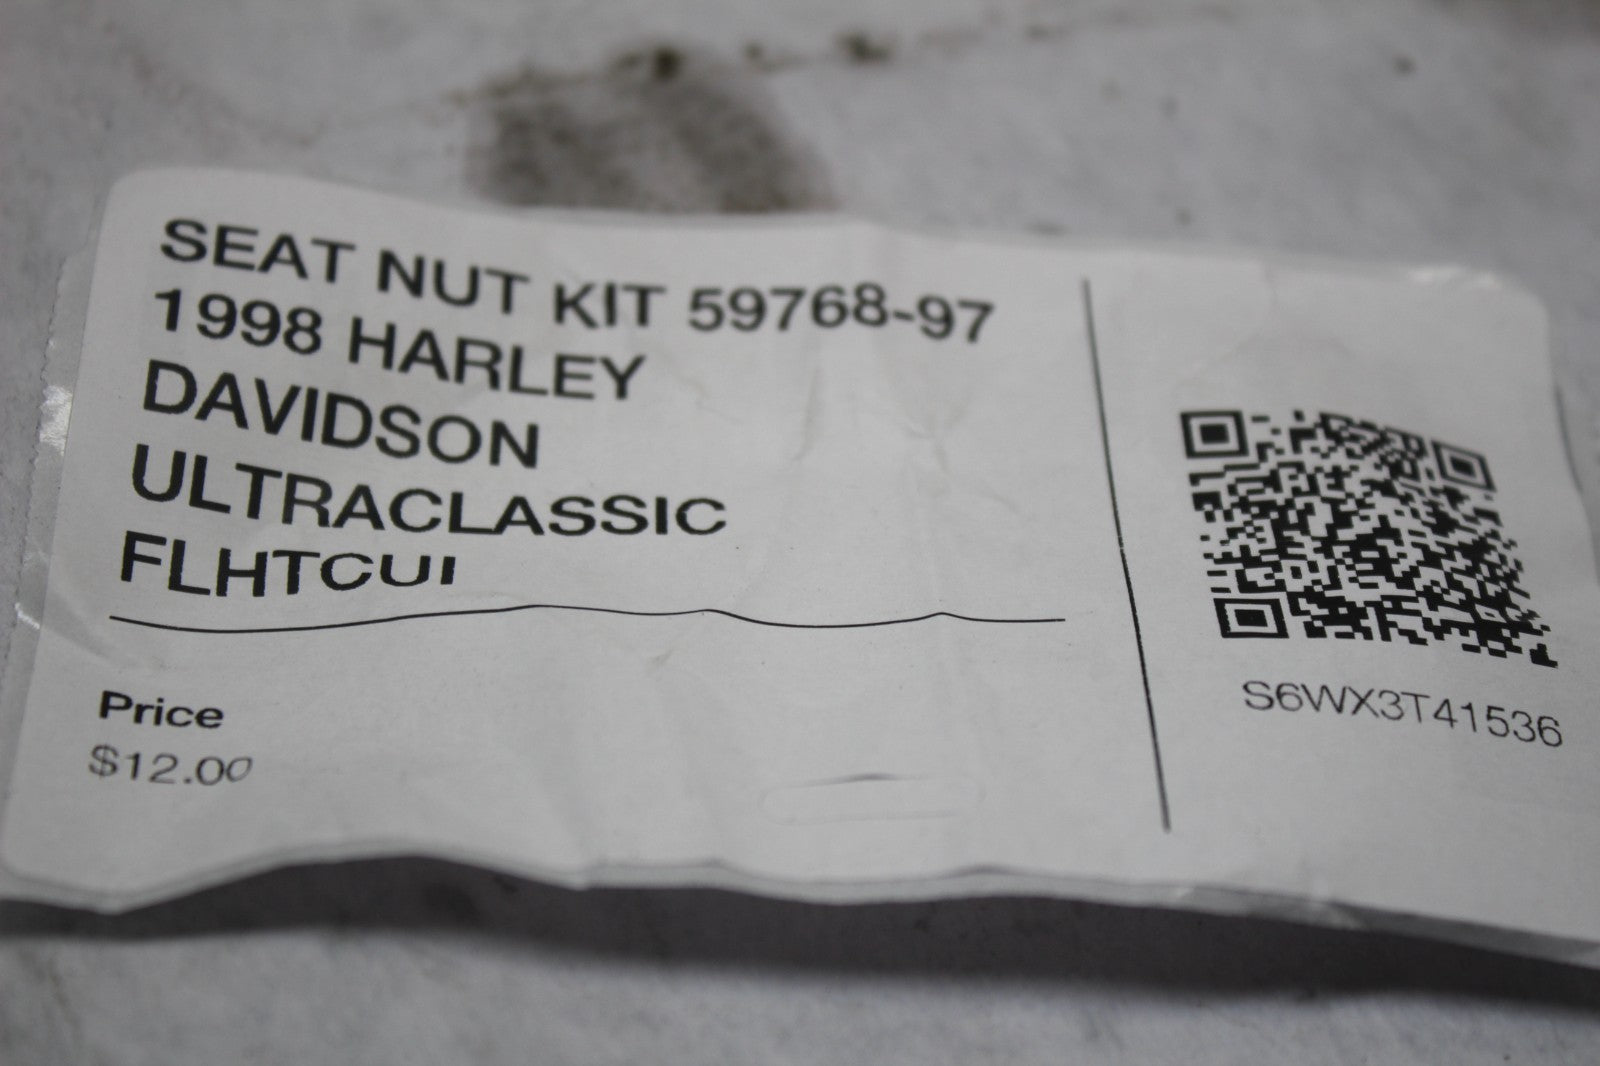 SEAT NUT KIT 59768-97
1998 HARLEY
DAVIDSON
ULTRACLASSIC
FLHTCUI
Price
$12.00
S6WX3T41536